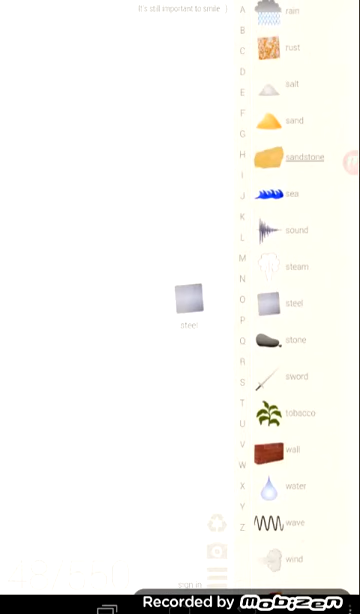 It's still important to smile
A
rain
B
C
rust
D
E
salt
F
sand
G
H
sandstone
I
J
sea
K
L
sound
M
steam
N
O
steel
P
steel
Q
stone
R
S
sword
T
tobacco
U
V
wall
W
X
water
Y
wave
Z
wind
sign in
Recorded by Mobizen